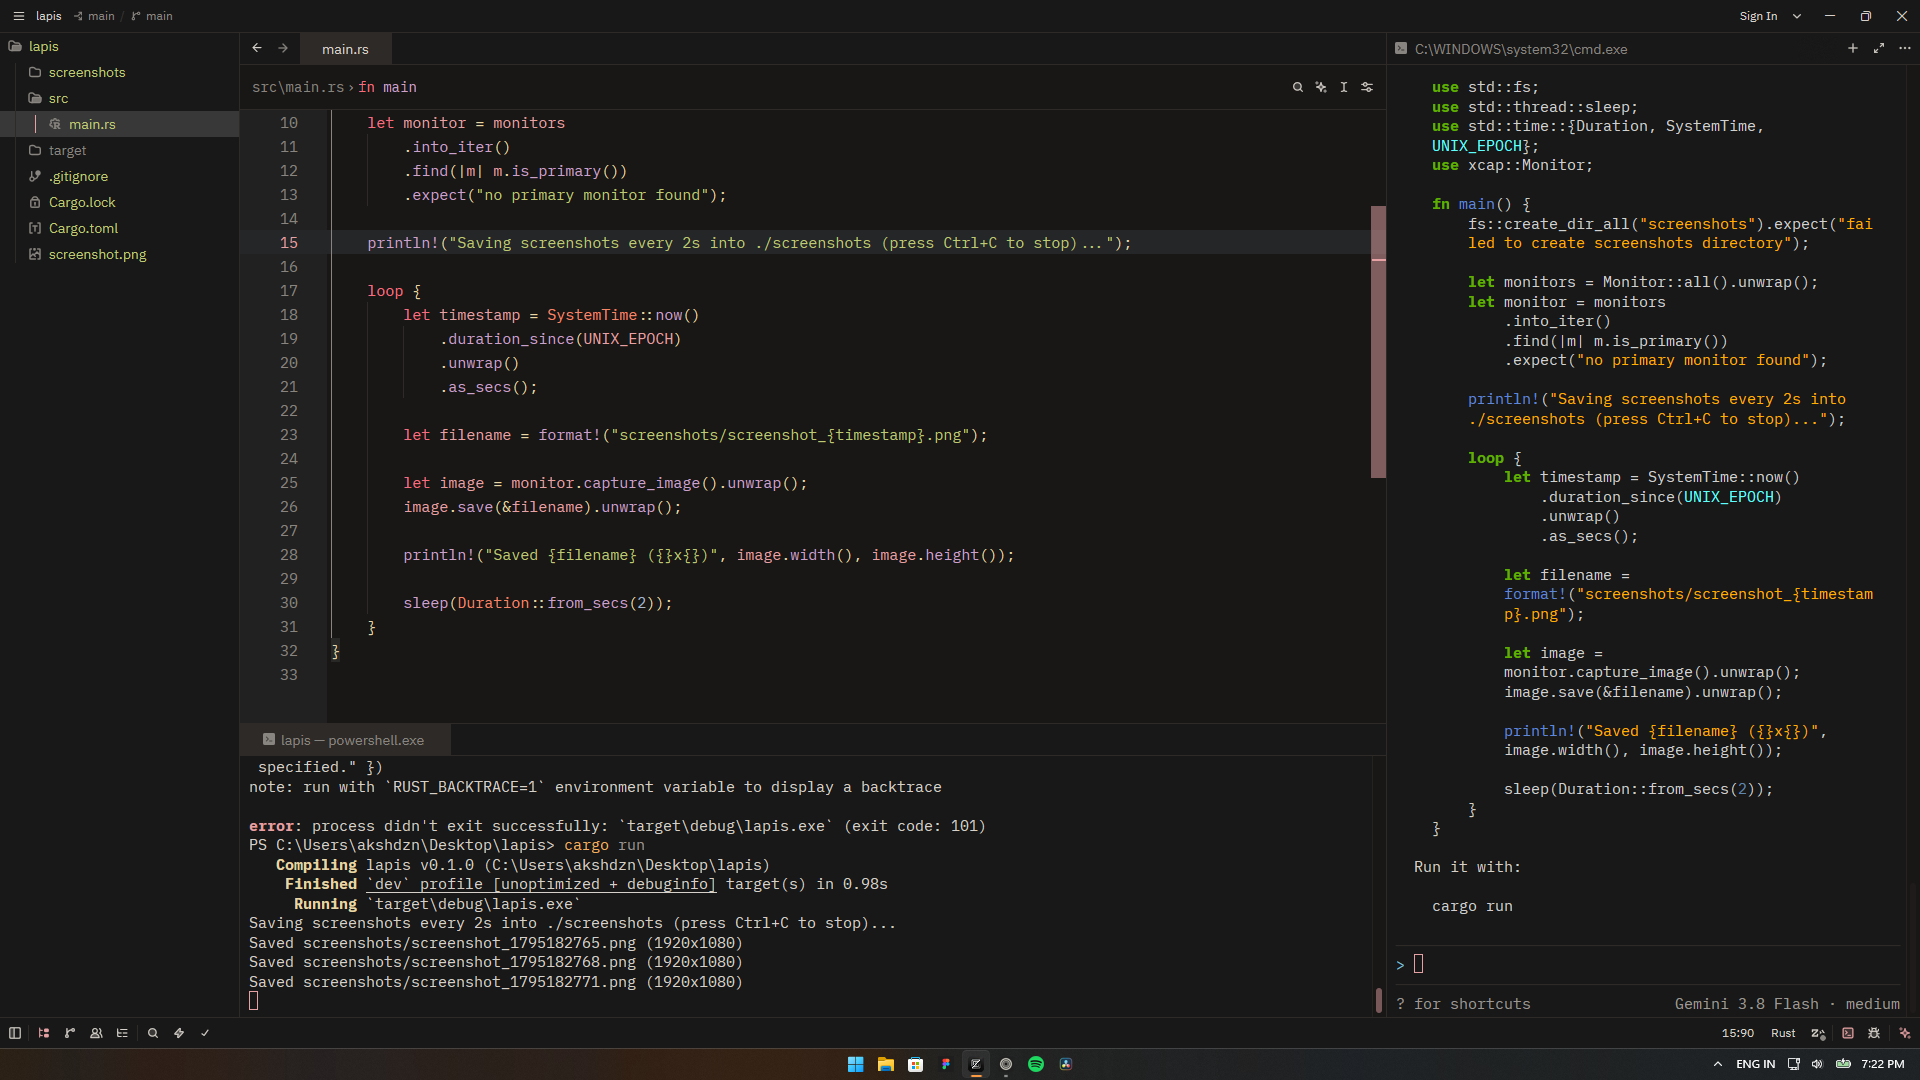 lapis main / main
Sign In
lapis
screenshots
src
main.rs
target
.gitignore
Cargo.lock
Cargo.toml
screenshot.png
main.rs
src\main.rs › fn main
10 let monitor = monitors
11 .into_iter()
12 .find(|m| m.is_primary())
13 .expect("no primary monitor found");
14
15 println!("Saving screenshots every 2s into ./screenshots (press Ctrl+C to stop)...");
16
17 loop {
18 let timestamp = SystemTime::now()
19 .duration_since(UNIX_EPOCH)
20 .unwrap()
21 .as_secs();
22
23 let filename = format!("screenshots/screenshot_{timestamp}.png");
24
25 let image = monitor.capture_image().unwrap();
26 image.save(&filename).unwrap();
27
28 println!("Saved {filename} ({}x{})", image.width(), image.height());
29
30 sleep(Duration::from_secs(2));
31 }
32 }
33
lapis — powershell.exe
specified." })
note: run with `RUST_BACKTRACE=1` environment variable to display a backtrace
error: process didn't exit successfully: `target\debug\lapis.exe` (exit code: 101)
PS C:\Users\akshdzn\Desktop\lapis> cargo run
Compiling lapis v0.1.0 (C:\Users\akshdzn\Desktop\lapis)
Finished `dev` profile [unoptimized + debuginfo] target(s) in 0.98s
Running `target\debug\lapis.exe`
Saving screenshots every 2s into ./screenshots (press Ctrl+C to stop)...
Saved screenshots/screenshot_1795182765.png (1920x1080)
Saved screenshots/screenshot_1795182768.png (1920x1080)
Saved screenshots/screenshot_1795182771.png (1920x1080)
C:\WINDOWS\system32\cmd.exe
use std::fs;
use std::thread::sleep;
use std::time::{Duration, SystemTime,
UNIX_EPOCH};
use xcap::Monitor;
fn main() {
fs::create_dir_all("screenshots").expect("fai
led to create screenshots directory");
let monitors = Monitor::all().unwrap();
let monitor = monitors
.into_iter()
.find(|m| m.is_primary())
.expect("no primary monitor found");
println!("Saving screenshots every 2s into
./screenshots (press Ctrl+C to stop)...");
loop {
let timestamp = SystemTime::now()
.duration_since(UNIX_EPOCH)
.unwrap()
.as_secs();
let filename =
format!("screenshots/screenshot_{timestam
p}.png");
let image =
monitor.capture_image().unwrap();
image.save(&filename).unwrap();
println!("Saved {filename} ({}x{})",
image.width(), image.height());
sleep(Duration::from_secs(2));
}
}
Run it with:
cargo run
>
? for shortcuts Gemini 3.8 Flash · medium
15:90 Rust
ENG IN 7:22 PM